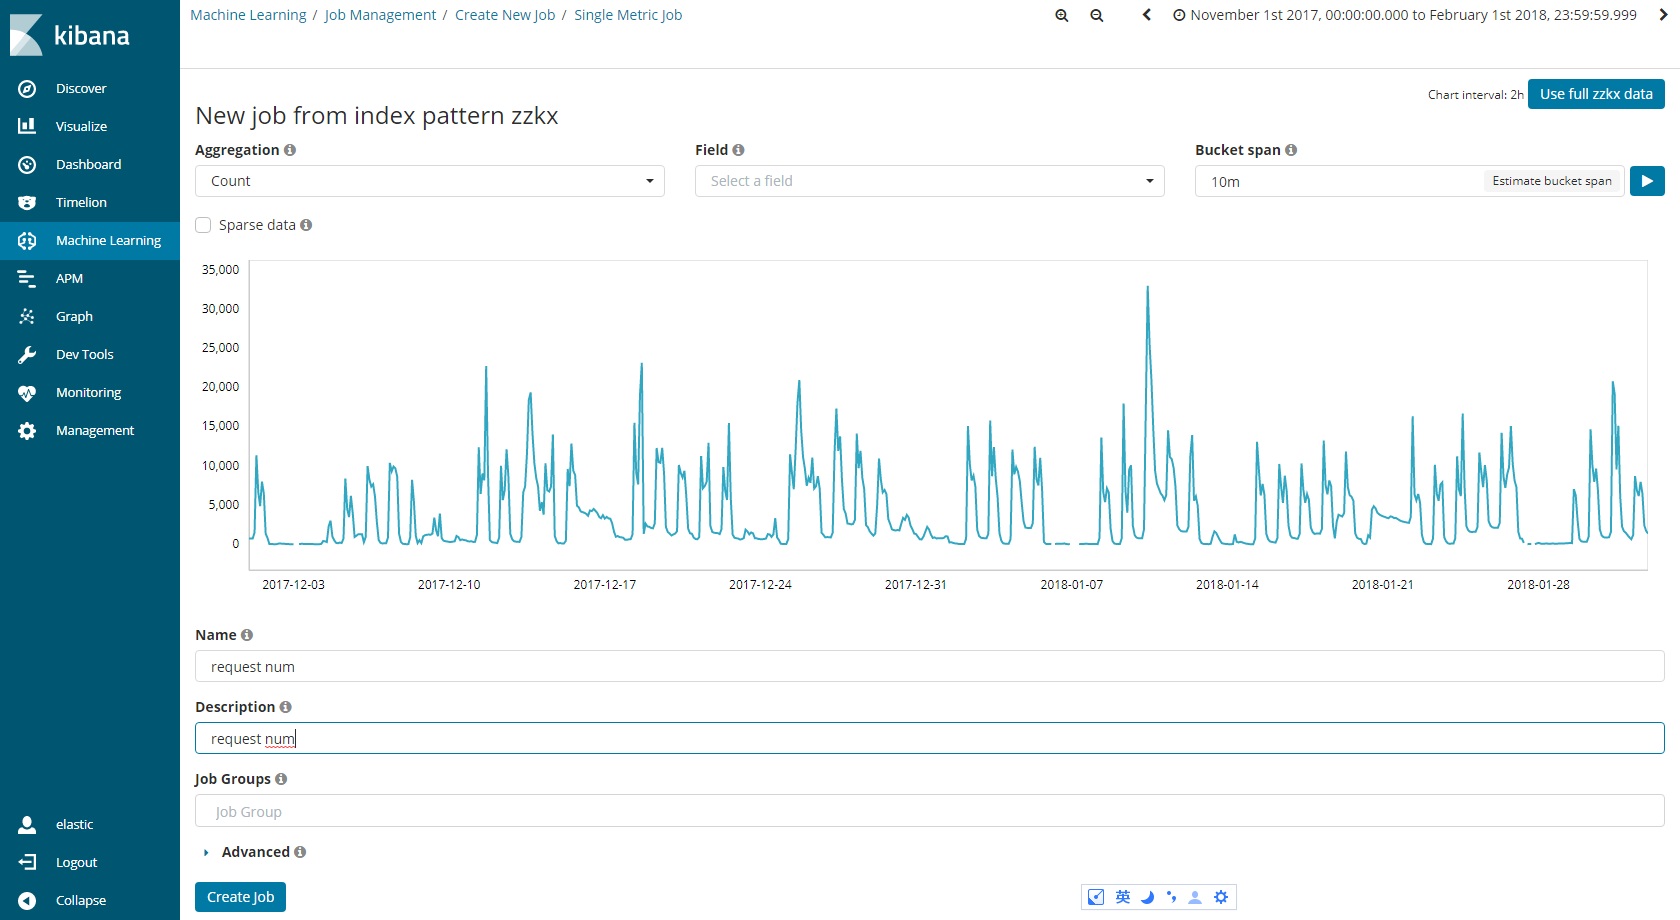 kibana
Discover
Visualize
Dashboard
Timelion
Machine Learning
APM
Graph
Dev Tools
Monitoring
Management
elastic
Logout
Collapse
Machine Learning / Job Management / Create New Job / Single Metric Job
November 1st 2017, 00:00:00.000 to February 1st 2018, 23:59:59.999
Chart interval: 2h Use full zzkx data
New job from index pattern zzkx
Aggregation Field Bucket span
Count Select a field 10m Estimate bucket span
Sparse data
35,000
30,000
25,000
20,000
15,000
10,000
5,000
0
2017-12-03 2017-12-10 2017-12-17 2017-12-24 2017-12-31 2018-01-07 2018-01-14 2018-01-21 2018-01-28
Name
request num
Description
request num
Job Groups
Job Group
Advanced
Create Job
英